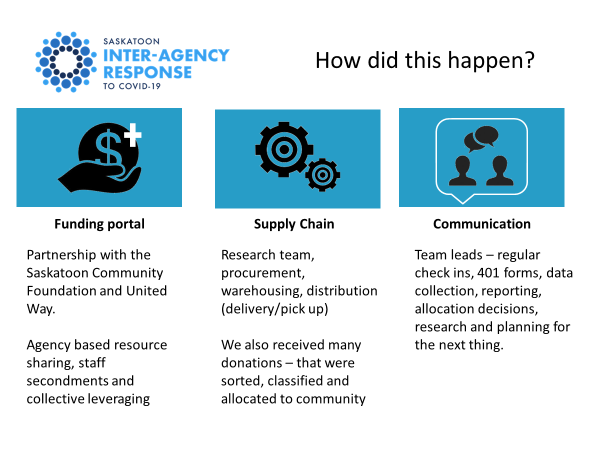 SASKATOON
INTER-AGENCY
RESPONSE
TO COVID-19
How did this happen?
$
Funding portal
Partnership with the
Saskatoon Community
Foundation and United
Way.
Agency based resource
sharing, staff
secondments and
collective leveraging
Supply Chain
Research team,
procurement,
warehousing, distribution
(delivery/pick up)
We also received many
donations – that were
sorted, classified and
allocated to community
Communication
Team leads – regular
check ins, 401 forms, data
collection, reporting,
allocation decisions,
research and planning for
the next thing.